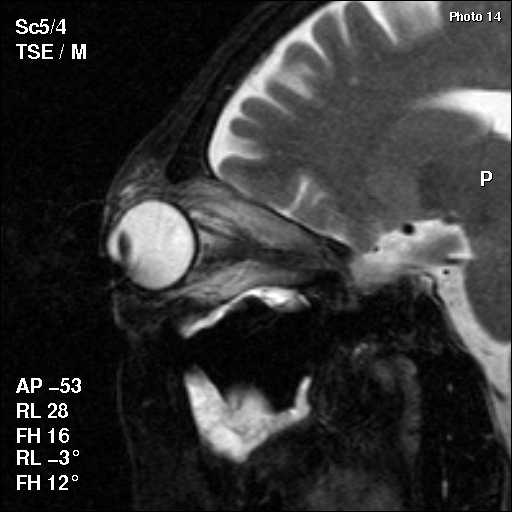 Photo 14
Sc5/4
TSE / M
P
AP –53
RL 28
FH 16
RL –3°
FH 12°